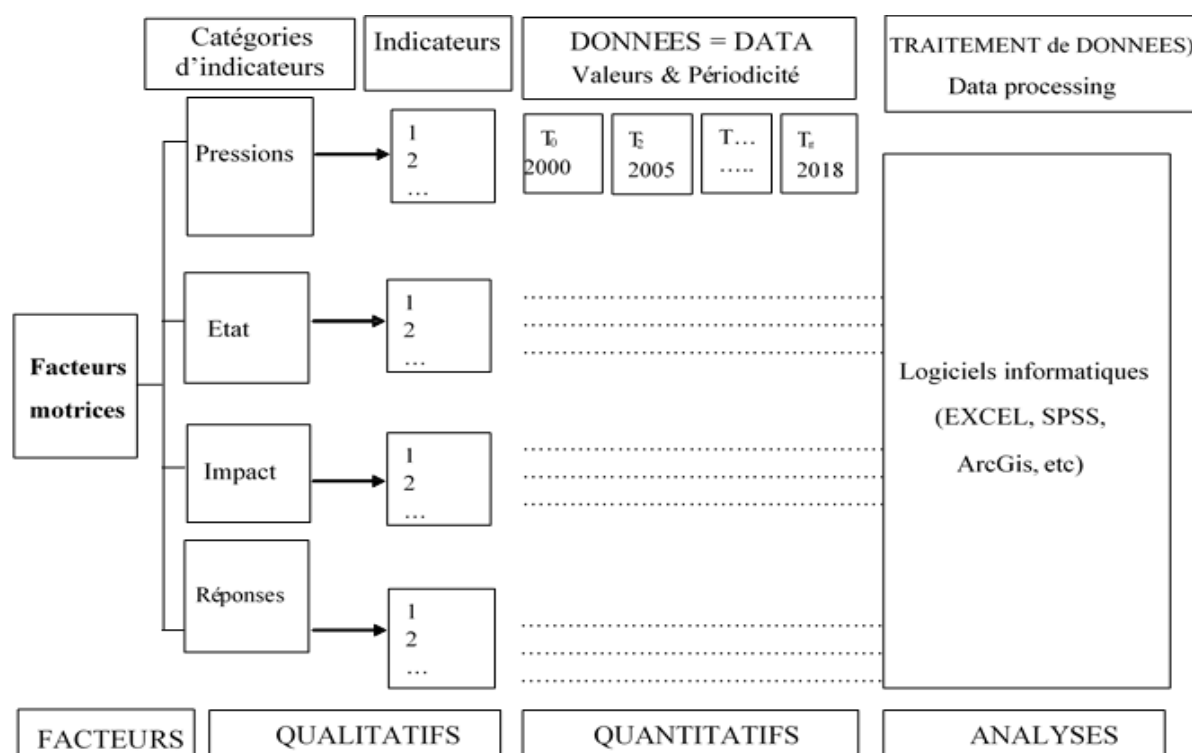 Catégories
d'indicateurs
Indicateurs
DONNEES = DATA
Valeurs & Périodicité
TRAITEMENT de DONNEES)
Data processing
Pressions
1
2
…
T0
2000
T2
2005
T…
…..
Tn
2018
Etat
1
2
…
Facteurs
motrices
Impact
1
2
…
Réponses
1
2
…
Logiciels informatiques
(EXCEL, SPSS,
ArcGis, etc)
FACTEURS
QUALITATIFS
QUANTITATIFS
ANALYSES